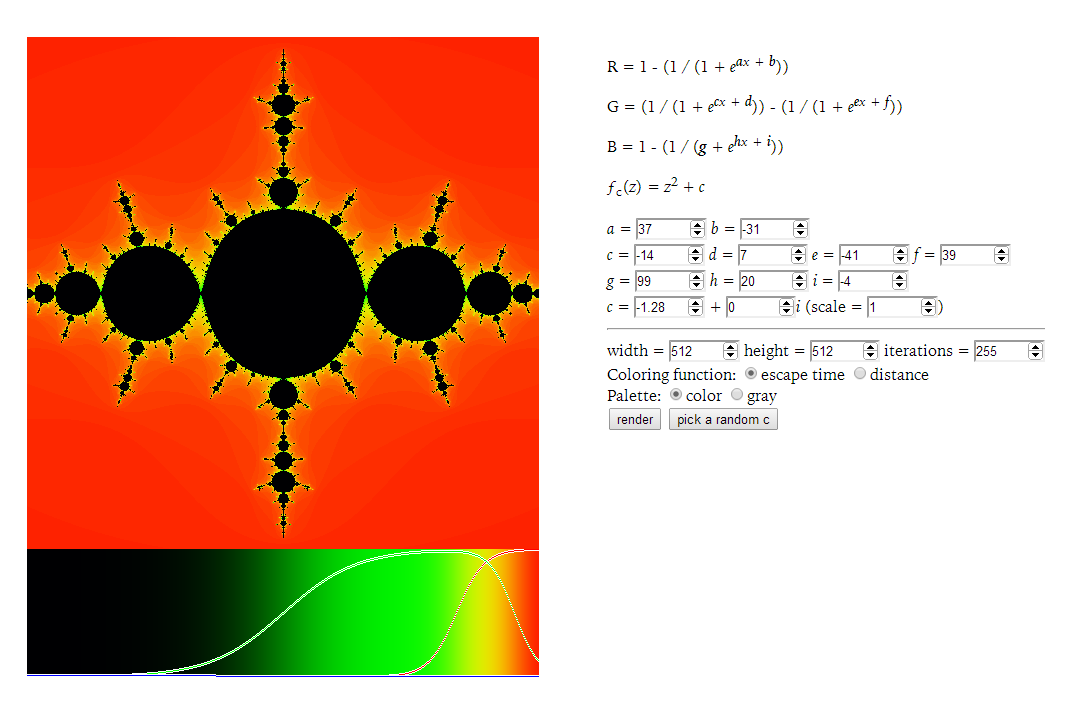 R = 1 - (1 / (1 + e^{ax + b}))
G = (1 / (1 + e^{cx + d})) - (1 / (1 + e^{ex + f}))
B = 1 - (1 / (g + e^{hx + i}))
f_c(z) = z² + c
a = 37 b = -31
c = -14 d = 7 e = -41 f = 39
g = 99 h = 20 i = -4
c = -1.28 + 0 i (scale = 1 )
width = 512 height = 512 iterations = 255
Coloring function: escape time distance
Palette: color gray
render pick a random c